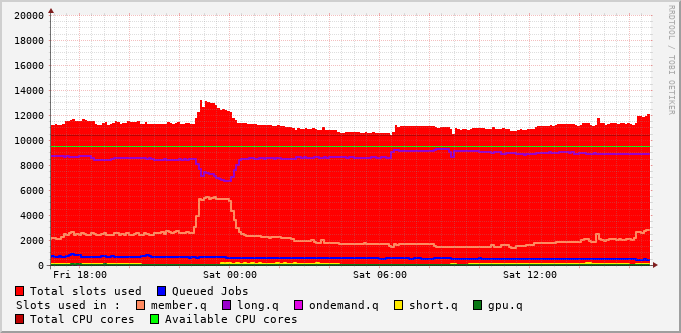 RRDTOOL / TOBI OETIKER
20000
18000
16000
14000
12000
10000
8000
6000
4000
2000
0
Fri 18:00 Sat 00:00 Sat 06:00 Sat 12:00
Total slots used Queued Jobs
Slots used in : member.q long.q ondemand.q short.q gpu.q
Total CPU cores Available CPU cores